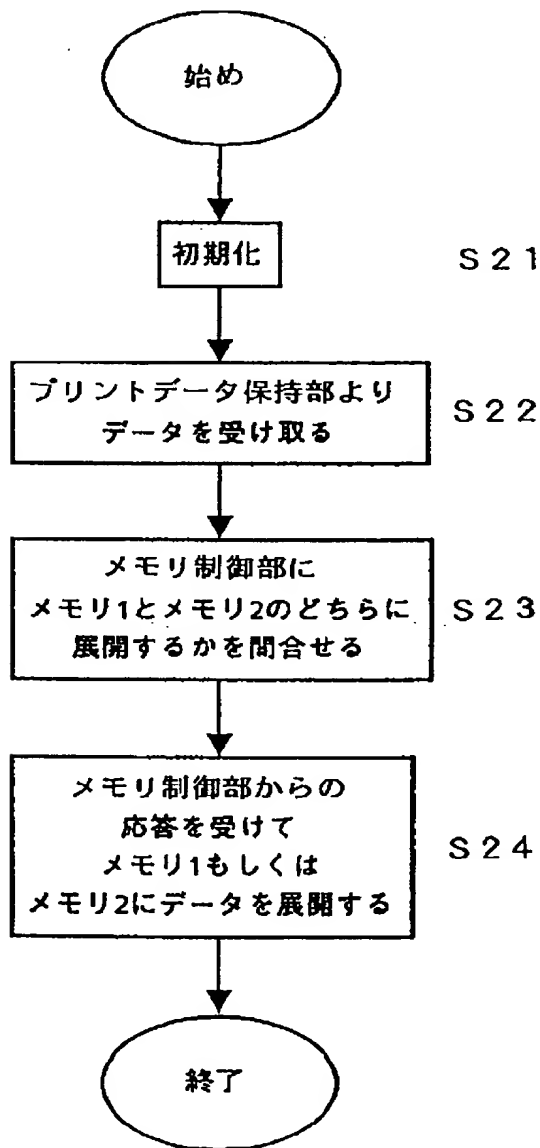 始め
初期化
S21
プリントデータ保持部より
データを受け取る
S22
メモリ制御部に
メモリ1とメモリ2のどちらに
展開するかを問合せる
S23
メモリ制御部からの
応答を受けて
メモリ1もしくは
メモリ2にデータを展開する
S24
終了